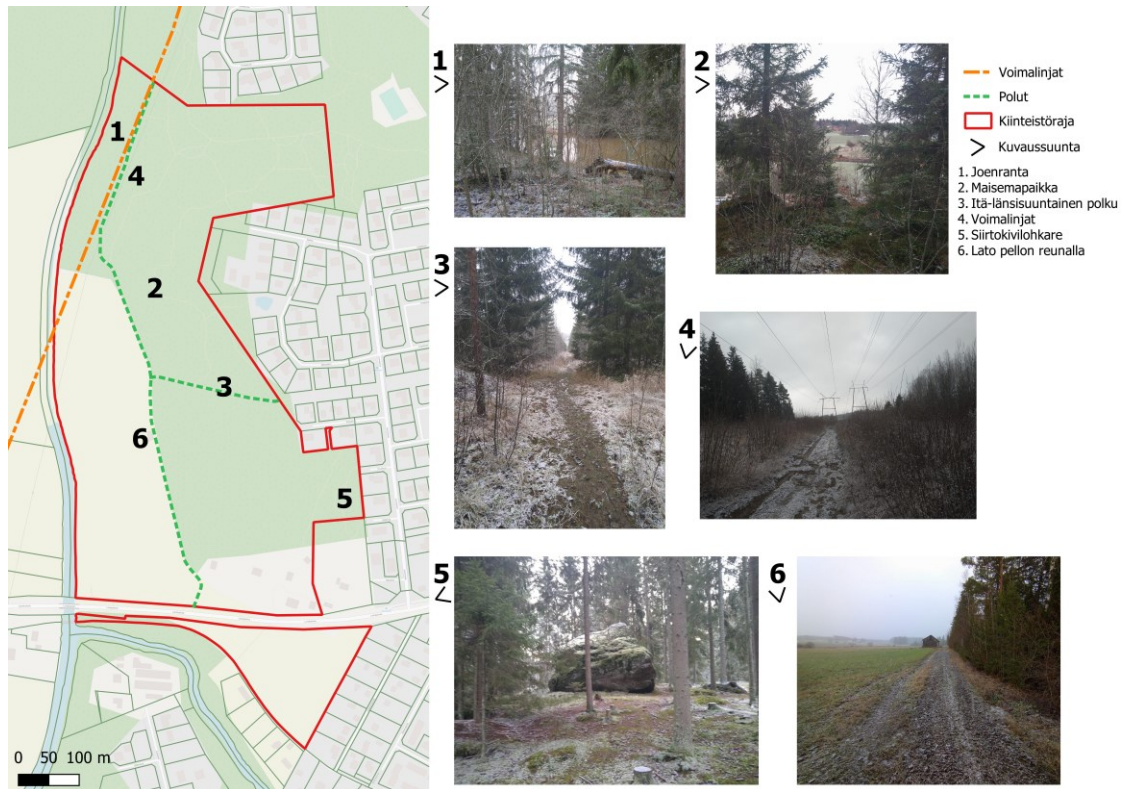 1
4
2
3
6
5
0 50 100 m
1
2
3
4
5
6
Voimalinjat
Polut
Kiinteistöraja
Kuvaussuunta
1. Joenranta
2. Maisemapaikka
3. Itä-länsisuuntainen polku
4. Voimalinjat
5. Siirtokivilohkare
6. Lato pellon reunalla